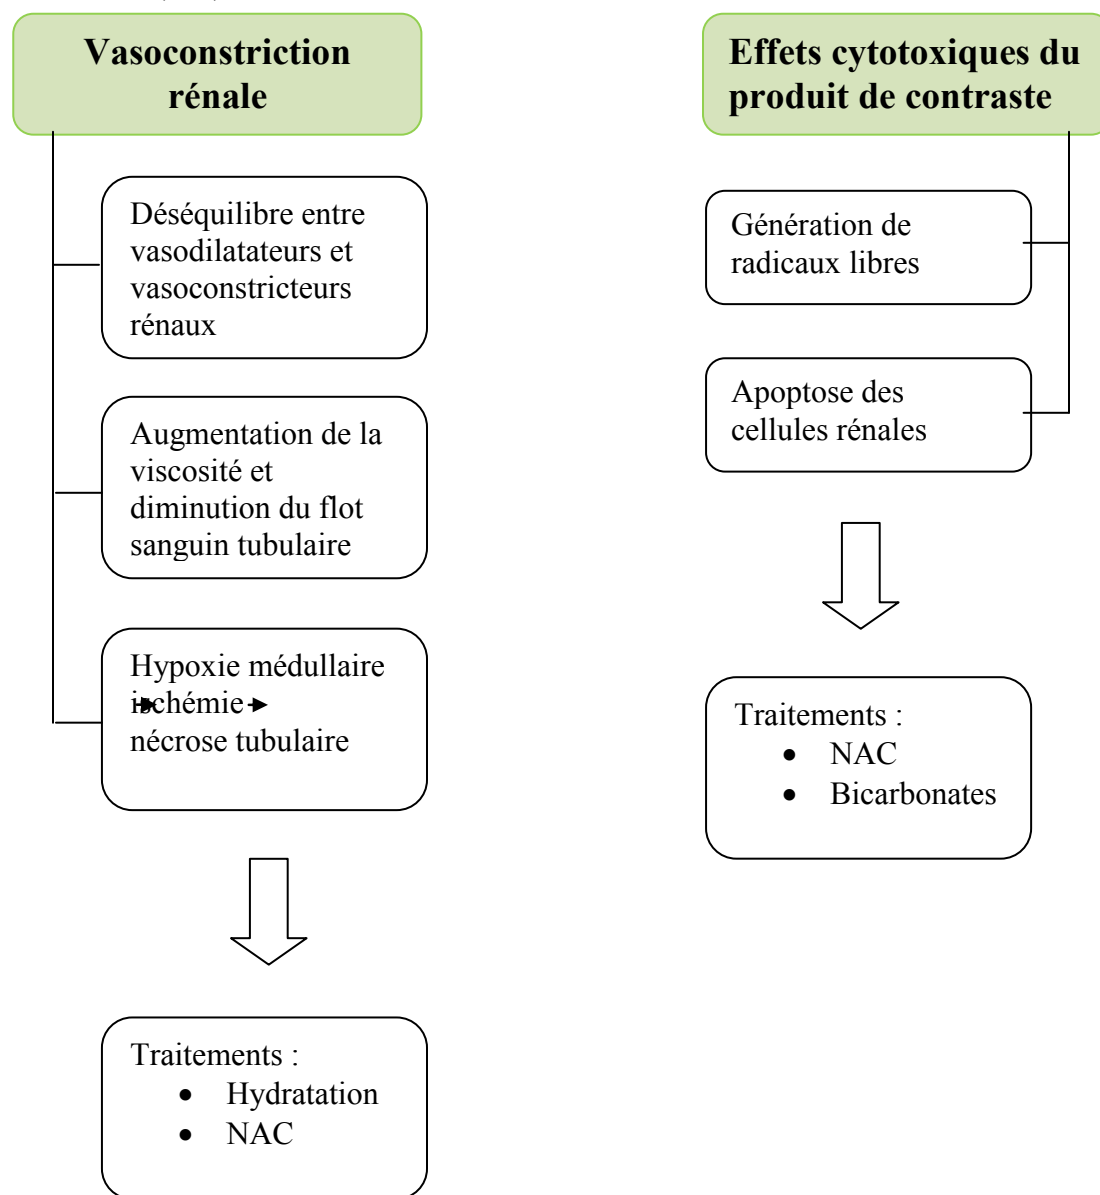 Vasoconstriction
rénale
Déséquilibre entre
vasodilatateurs et
vasoconstricteurs
rénaux
Augmentation de la
viscosité et
diminution du flot
sanguin tubulaire
Hypoxie médullaire
ischémie
nécrose tubulaire
Traitements :
• Hydratation
• NAC
Effets cytotoxiques du
produit de contraste
Génération de
radicaux libres
Apoptose des
cellules rénales
Traitements :
• NAC
• Bicarbonates